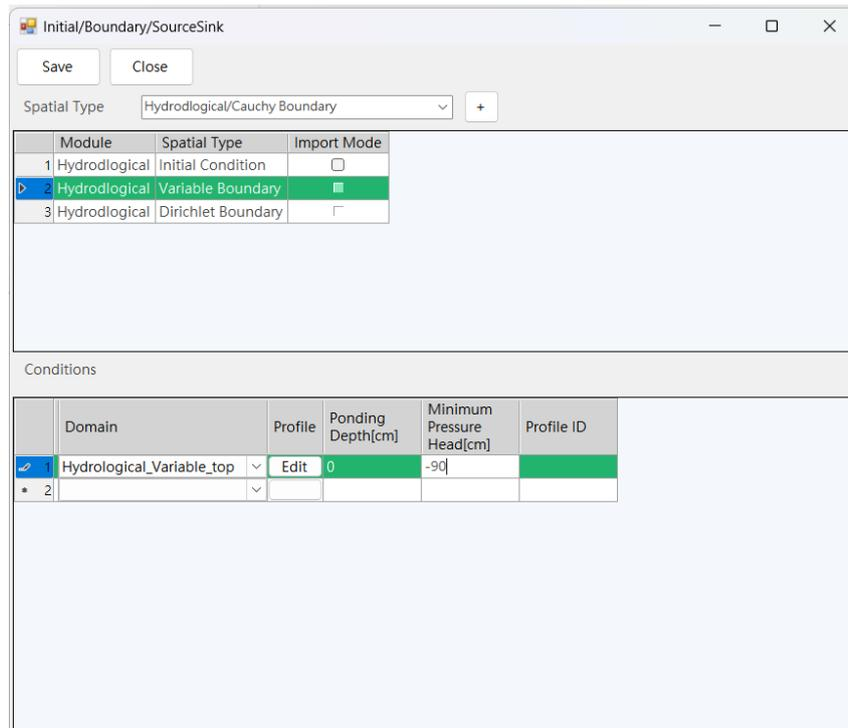 Initial/Boundary/SourceSink
Save Close
Spatial Type Hydrodlogical/Cauchy Boundary +
Module Spatial Type Import Mode
1 Hydrodlogical Initial Condition
2 Hydrodlogical Variable Boundary
3 Hydrodlogical Dirichlet Boundary
Conditions
Domain Profile Ponding Depth[cm] Minimum Pressure Head[cm] Profile ID
1 Hydrological_Variable_top Edit 0 -90
* 2